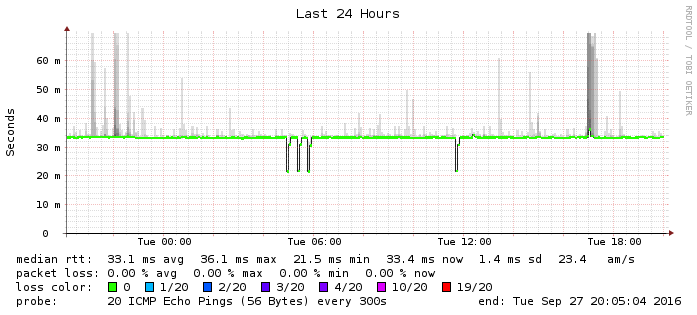 Last 24 Hours
RRDTOOL / TOBI OETIKER
Seconds
60 m
50 m
40 m
30 m
20 m
10 m
0
Tue 00:00 Tue 06:00 Tue 12:00 Tue 18:00
median rtt: 33.1 ms avg 36.1 ms max 21.5 ms min 33.4 ms now 1.4 ms sd 23.4 am/s
packet loss: 0.00 % avg 0.00 % max 0.00 % min 0.00 % now
loss color: 0 1/20 2/20 3/20 4/20 10/20 19/20
probe: 20 ICMP Echo Pings (56 Bytes) every 300s end: Tue Sep 27 20:05:04 2016